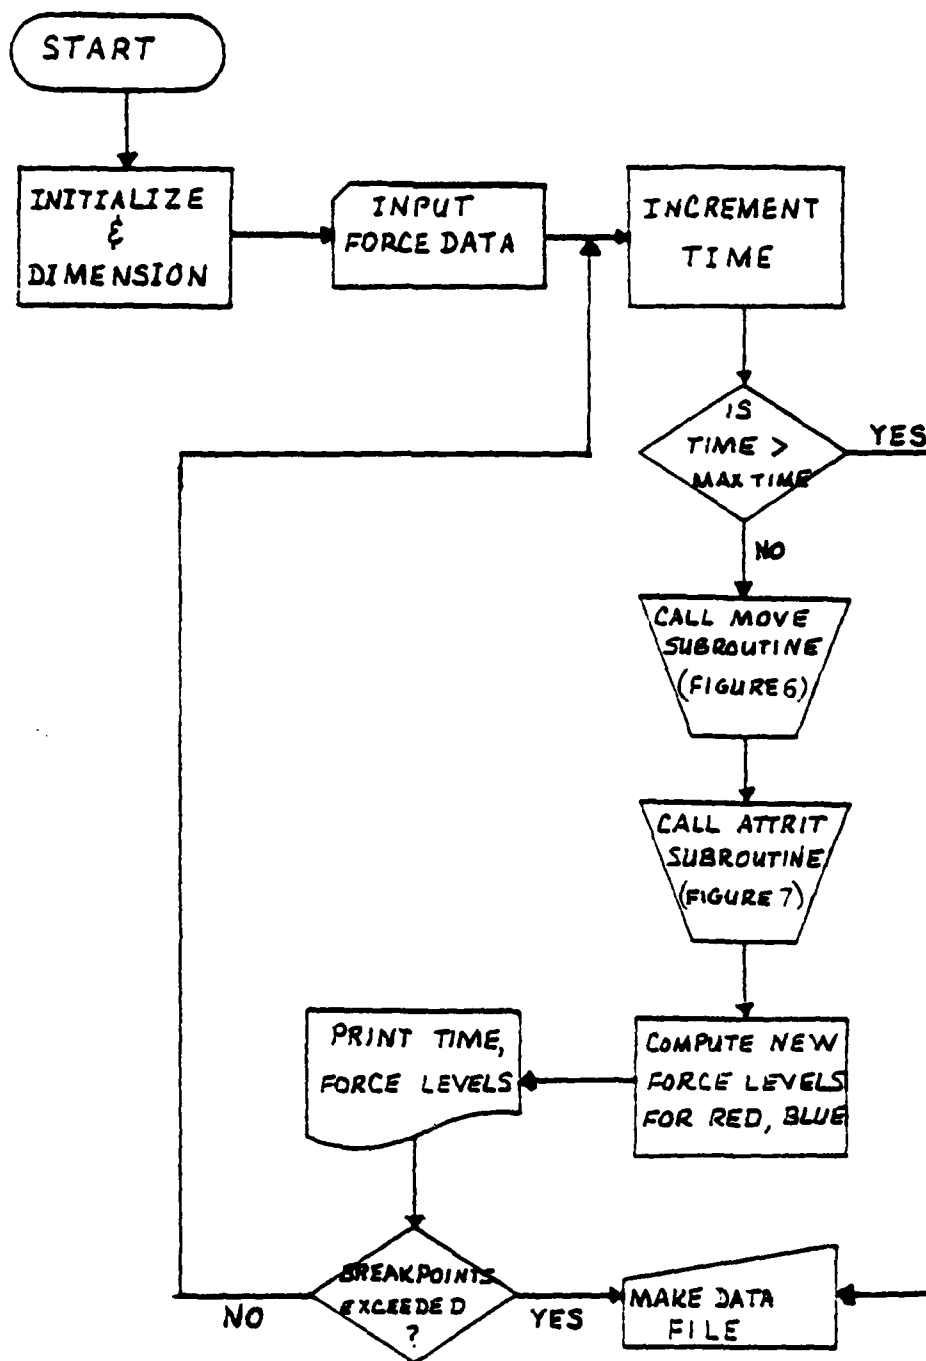 START
INITIALIZE
&
DIMENSION
INPUT
FORCE DATA
INCREMENT
TIME
IS
TIME >
MAX TIME
YES
NO
CALL MOVE
SUBROUTINE
(FIGURE 6)
CALL ATTRIT
SUBROUTINE
(FIGURE 7)
COMPUTE NEW
FORCE LEVELS
FOR RED, BLUE
PRINT TIME,
FORCE LEVELS
BREAKPOINTS
EXCEEDED
?
NO
YES
MAKE DATA
FILE